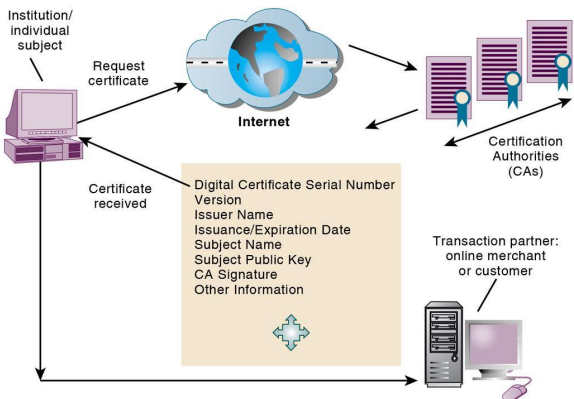 Institution/
individual
subject
Request
certificate
Internet
Certification
Authorities
(CAs)
Certificate
received
Digital Certificate Serial Number
Version
Issuer Name
Issuance/Expiration Date
Subject Name
Subject Public Key
CA Signature
Other Information
Transaction partner:
online merchant
or customer